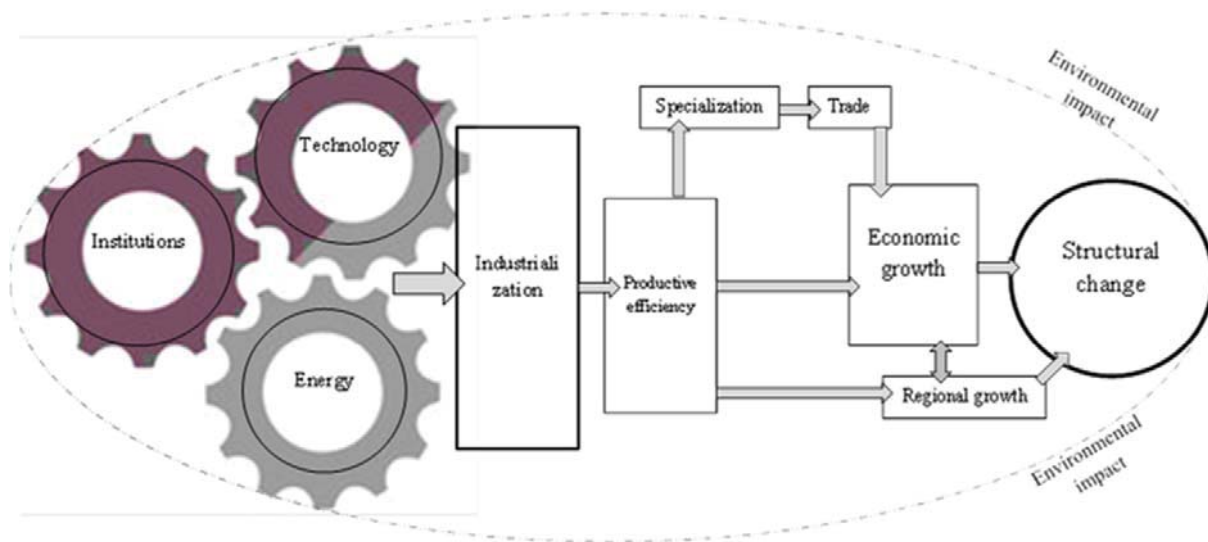 Institutions
Technology
Energy
Industriali
zation
Productive
efficiency
Specialization
Trade
Economic
growth
Regional growth
Structural
change
Environmental
impact
Environmental
impact